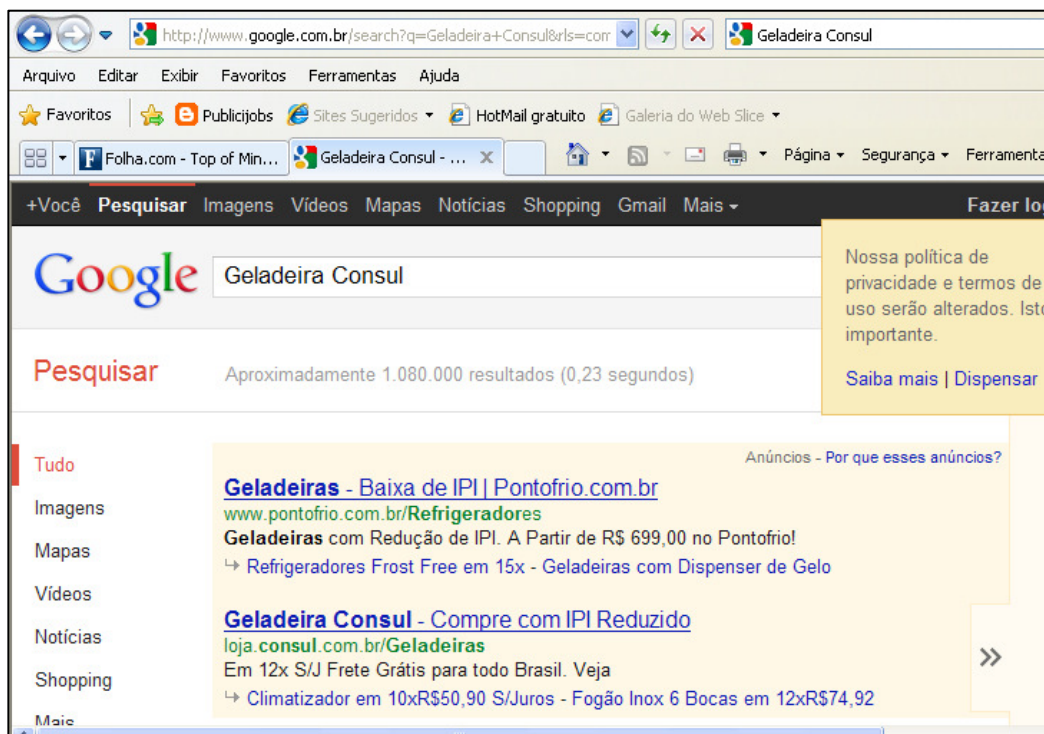 http://www.google.com.br/search?q=Geladeira+Consul&rls=com Geladeira Consul
Arquivo Editar Exibir Favoritos Ferramentas Ajuda
Favoritos Publicijobs Sites Sugeridos HotMail gratuito Galeria do Web Slice
Folha.com - Top of Min... Geladeira Consul - ... Página Segurança Ferramenta
+Você Pesquisar Imagens Vídeos Mapas Notícias Shopping Gmail Mais Fazer log
Google Geladeira Consul
Nossa política de
privacidade e termos de
uso serão alterados. Isto
importante.
Saiba mais | Dispensar
Pesquisar Aproximadamente 1.080.000 resultados (0,23 segundos)
Anúncios - Por que esses anúncios?
Tudo
Imagens
Mapas
Vídeos
Notícias
Shopping
Mais
Geladeiras - Baixa de IPI | Pontofrio.com.br
www.pontofrio.com.br/Refrigeradores
Geladeiras com Redução de IPI. A Partir de R$ 699,00 no Pontofrio!
Refrigeradores Frost Free em 15x - Geladeiras com Dispenser de Gelo
Geladeira Consul - Compre com IPI Reduzido
loja.consul.com.br/Geladeiras
Em 12x S/J Frete Grátis para todo Brasil. Veja
Climatizador em 10xR$50,90 S/Juros - Fogão Inox 6 Bocas em 12xR$74,92